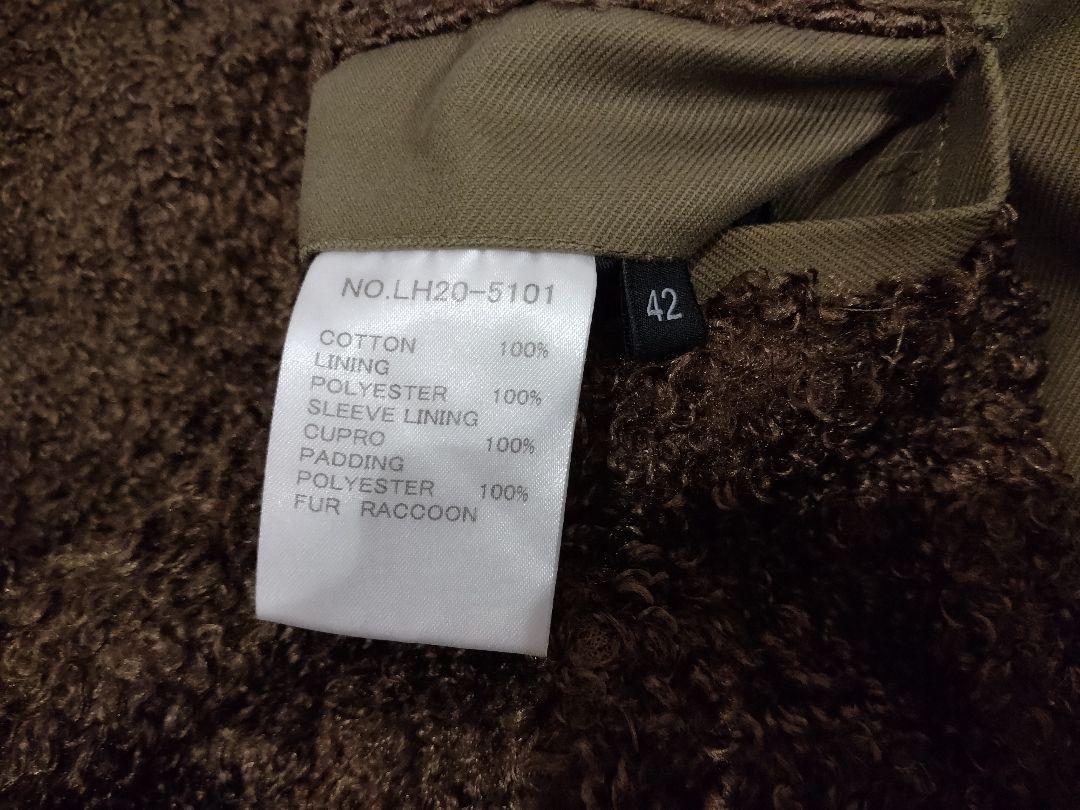 NO.LH20-5101
COTTON 100%
LINING
POLYESTER 100%
SLEEVE LINING
CUPRO 100%
PADDING
POLYESTER 100%
FUR RACCOON
42